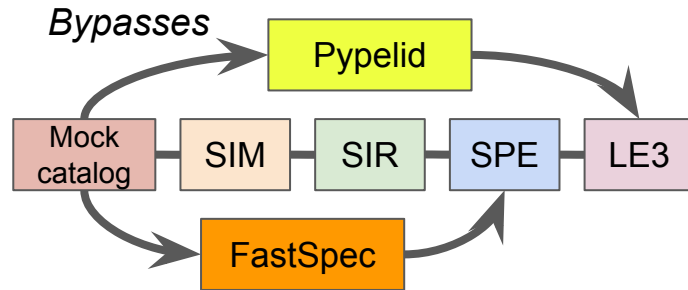 Bypasses
Pypelid
Mock
catalog
SIM
SIR
SPE
LE3
FastSpec